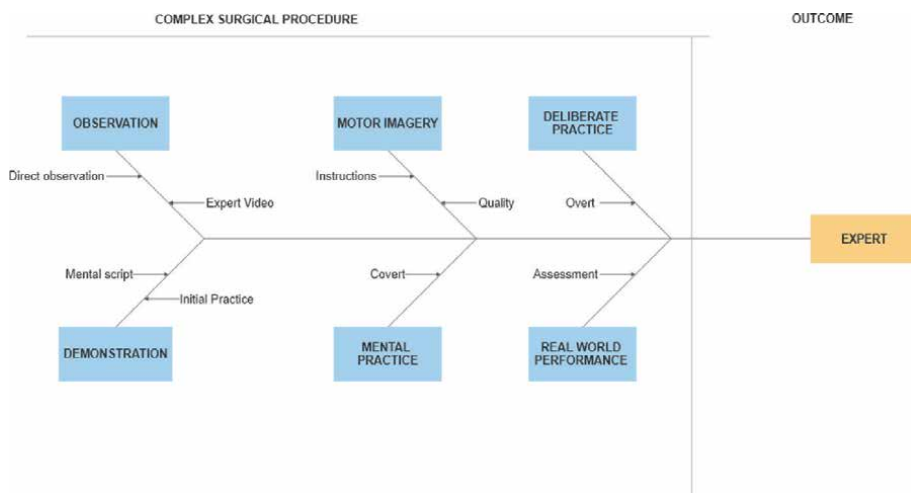 COMPLEX SURGICAL PROCEDURE
OUTCOME
OBSERVATION
MOTOR IMAGERY
DELIBERATE
PRACTICE
Direct observation
Instructions
Expert Video
Quality
Overt
EXPERT
Mental script
Covert
Assessment
Initial Practice
DEMONSTRATION
MENTAL
PRACTICE
REAL WORLD
PERFORMANCE